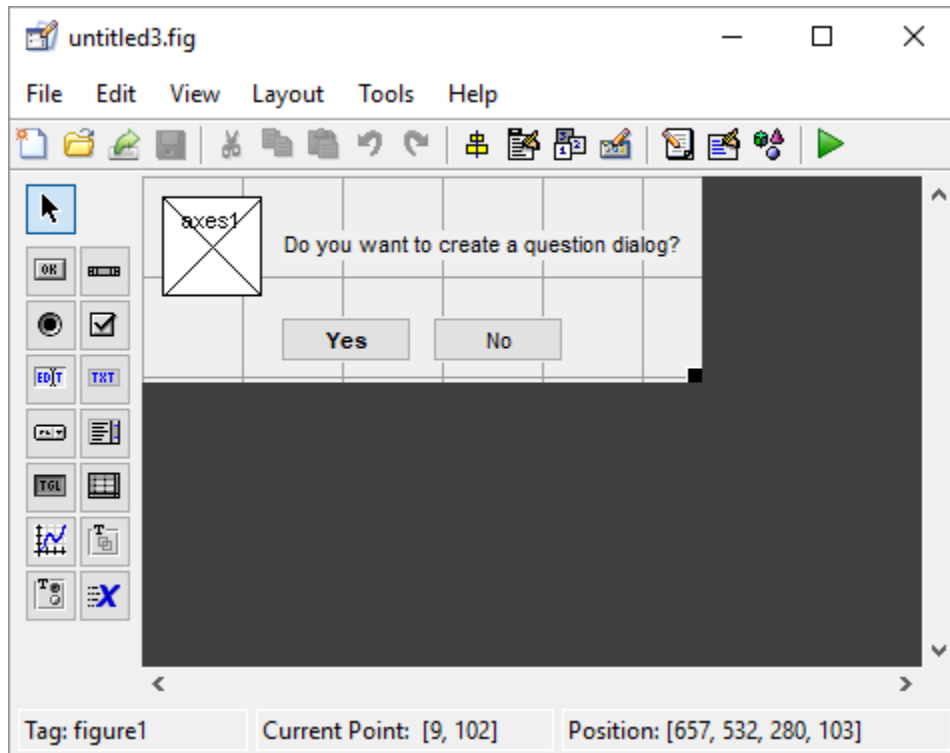 untitled3.fig
File Edit View Layout Tools Help
axes1
Do you want to create a question dialog?
OK
Yes No
EDIT TXT
TGL
Tag: figure1 Current Point: [9, 102] Position: [657, 532, 280, 103]